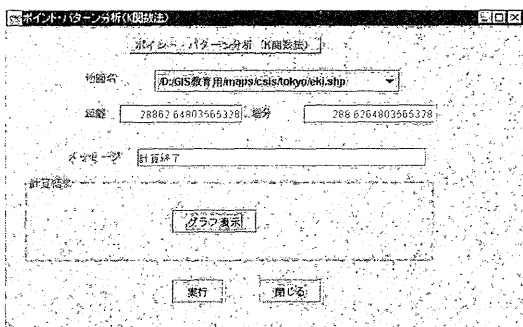 ポイント・パターン分析(K関数法)
ポイント・パターン分析 (K関数法)
地図名 D:/GIS教育用/maps/csis/tokyo/eki.shp
距離 28862.64803565328 増分 288.6264803565328
メッセージ 計算終了
計算結果
グラフ表示
実行 閉じる